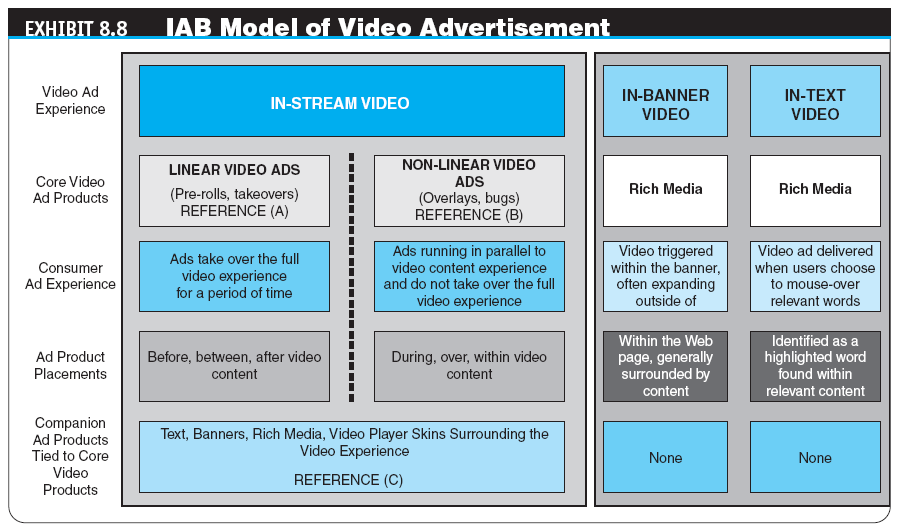 EXHIBIT 8.8 IAB Model of Video Advertisement
Video Ad
Experience
IN-STREAM VIDEO
IN-BANNER
VIDEO
IN-TEXT
VIDEO
Core Video
Ad Products
LINEAR VIDEO ADS
(Pre-rolls, takeovers)
REFERENCE (A)
NON-LINEAR VIDEO
ADS
(Overlays, bugs)
REFERENCE (B)
Rich Media
Rich Media
Consumer
Ad Experience
Ads take over the full
video experience
for a period of time
Ads running in parallel to
video content experience
and do not take over the full
video experience
Video triggered
within the banner,
often expanding
outside of
Video ad delivered
when users choose
to mouse-over
relevant words
Ad Product
Placements
Before, between, after video
content
During, over, within video
content
Within the Web
page, generally
surrounded by
content
Identified as a
highlighted word
found within
relevant content
Companion
Ad Products
Tied to Core
Video
Products
Text, Banners, Rich Media, Video Player Skins Surrounding the
Video Experience
REFERENCE (C)
None
None